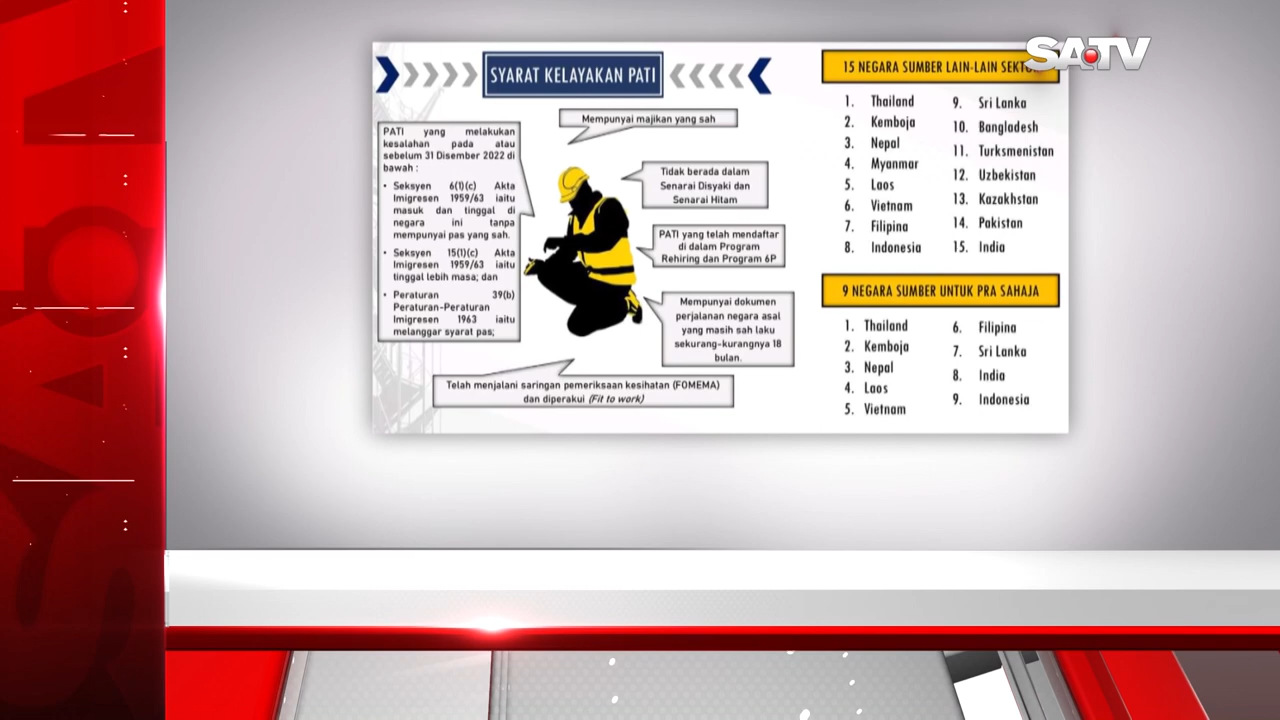 SYARAT KELAYAKAN PATI
Mempunyai majikan yang sah
PATI yang melakukan
kesalahan pada atau
sebelum 31 Disember 2022 di
bawah :
• Seksyen 6(1)(c) Akta
Imigresen 1959/63 iaitu
masuk dan tinggal di
negara ini tanpa
mempunyai pas yang sah.
• Seksyen 15(1)(c) Akta
Imigresen 1959/63 iaitu
tinggal lebih masa; dan
• Peraturan 39(b)
Peraturan-Peraturan
Imigresen 1963 iaitu
melanggar syarat pas;
Tidak berada dalam
Senarai Disyaki dan
Senarai Hitam
PATI yang telah mendaftar
di dalam Program
Rehiring dan Program 6P
Mempunyai dokumen
perjalanan negara asal
yang masih sah laku
sekurang-kurangnya 18
bulan.
Telah menjalani saringan pemeriksaan kesihatan (FOMEMA)
dan diperakui (Fit to work)
15 NEGARA SUMBER LAIN-LAIN
1. Thailand
2. Kemboja
3. Nepal
4. Myanmar
5. Laos
6. Vietnam
7. Filipina
8. Indonesia
9. Sri Lanka
10. Bangladesh
11. Turksmenistan
12. Uzbekistan
13. Kazakhstan
14. Pakistan
15. India
9 NEGARA SUMBER UNTUK PRA SAHAJA
1. Thailand
2. Kemboja
3. Nepal
4. Laos
5. Vietnam
6. Filipina
7. Sri Lanka
8. India
9. Indonesia
SATV